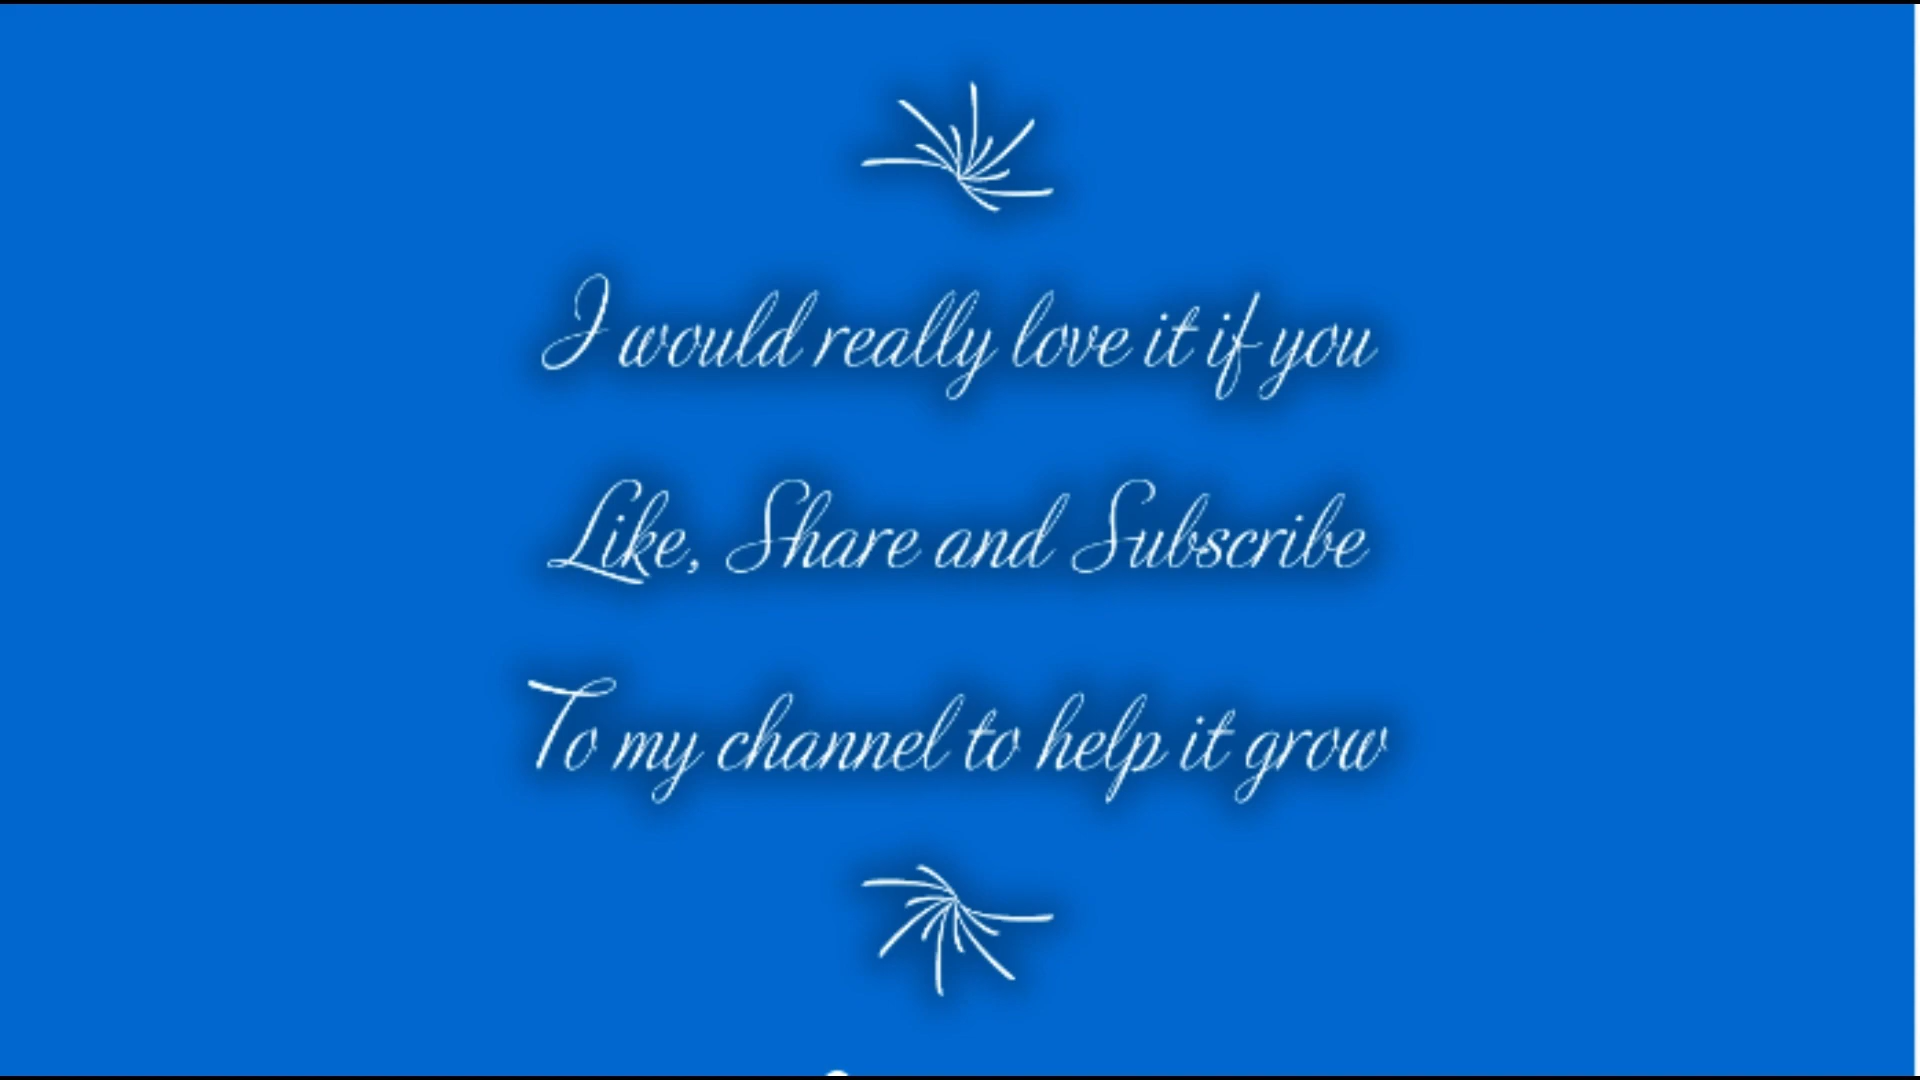 I would really love it if you
Like, Share and Subscribe
To my channel to help it grow